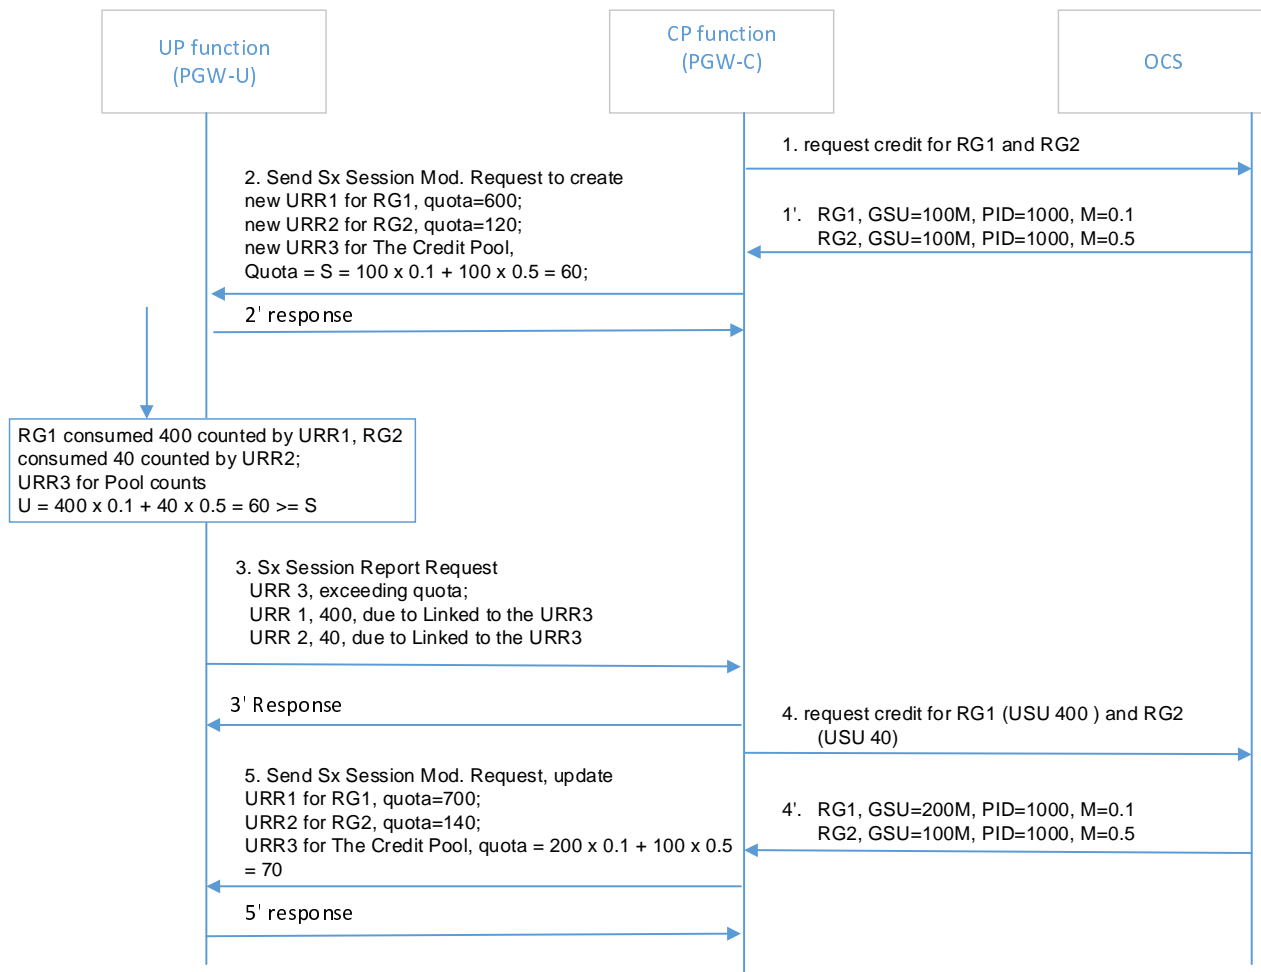 UP function
(PGW-U)
CP function
(PGW-C)
OCS
1. request credit for RG1 and RG2
2. Send Sx Session Mod. Request to create
new URR1 for RG1, quota=600;
new URR2 for RG2, quota=120;
new URR3 for The Credit Pool,
Quota = S = 100 x 0.1 + 100 x 0.5 = 60;
1'. RG1, GSU=100M, PID=1000, M=0.1
RG2, GSU=100M, PID=1000, M=0.5
2' response
RG1 consumed 400 counted by URR1, RG2
consumed 40 counted by URR2;
URR3 for Pool counts
U = 400 x 0.1 + 40 x 0.5 = 60 >= S
3. Sx Session Report Request
URR 3, exceeding quota;
URR 1, 400, due to Linked to the URR3
URR 2, 40, due to Linked to the URR3
3' Response
4. request credit for RG1 (USU 400 ) and RG2
(USU 40)
5. Send Sx Session Mod. Request, update
URR1 for RG1, quota=700;
URR2 for RG2, quota=140;
URR3 for The Credit Pool, quota = 200 x 0.1 + 100 x 0.5
= 70
4'. RG1, GSU=200M, PID=1000, M=0.1
RG2, GSU=100M, PID=1000, M=0.5
5' response